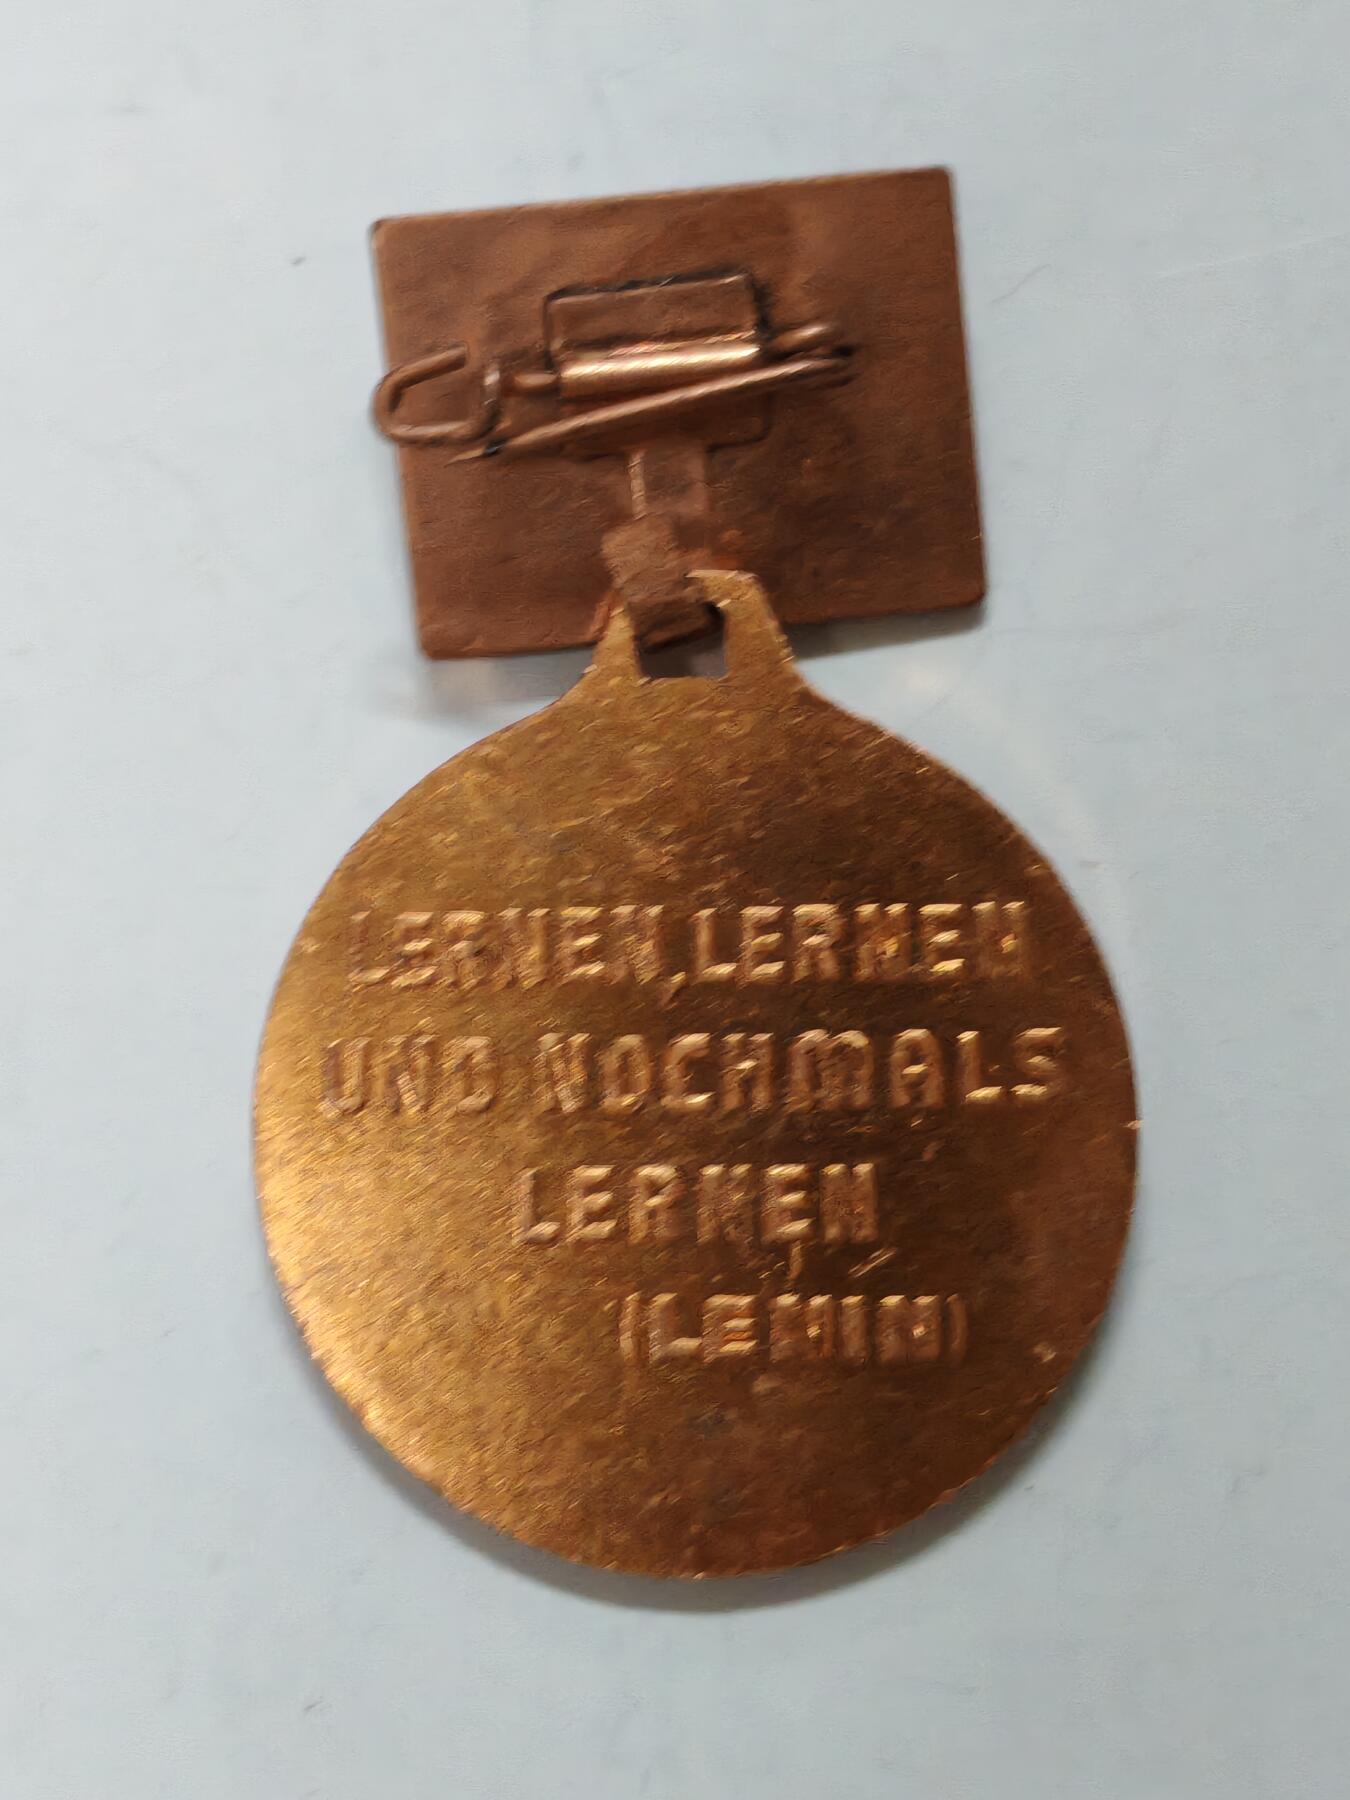 LERNEN, LERNEN
UND NOCHMALS
LERNEN
(LENIN)